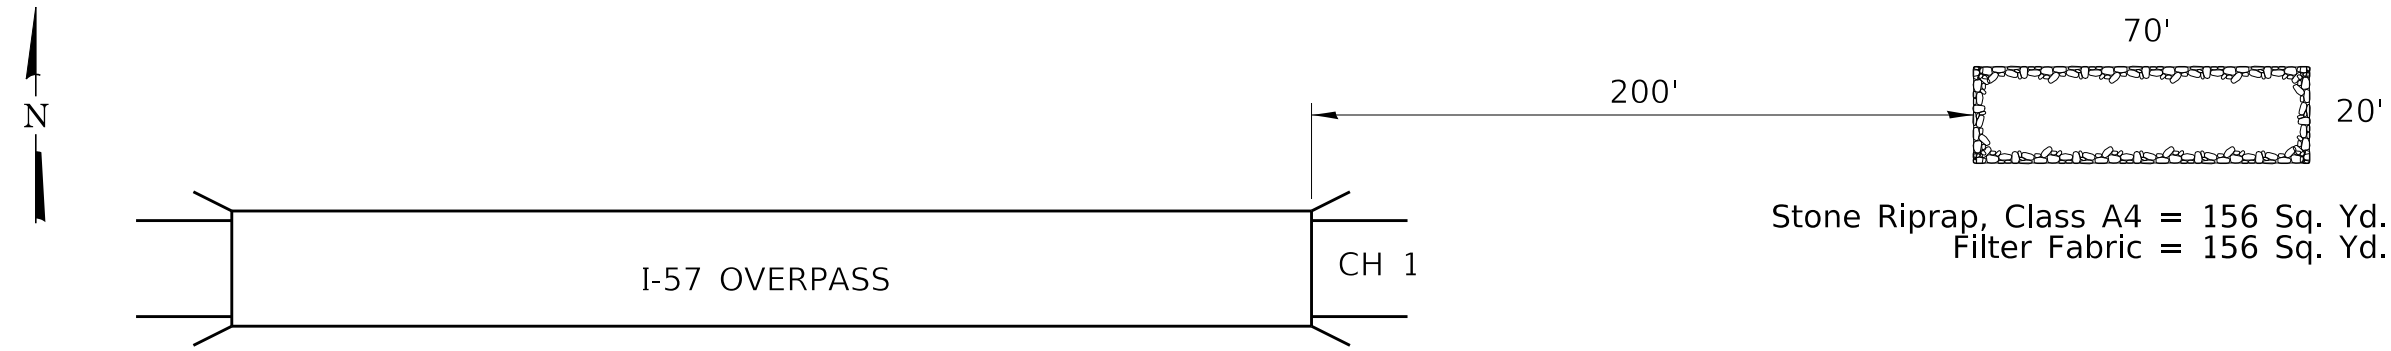 70'
200'
N
20'
Stone Riprap, Class A4 = 156 Sq. Yd.
Filter Fabric = 156 Sq. Yd.
CH 1
I-57 OVERPASS